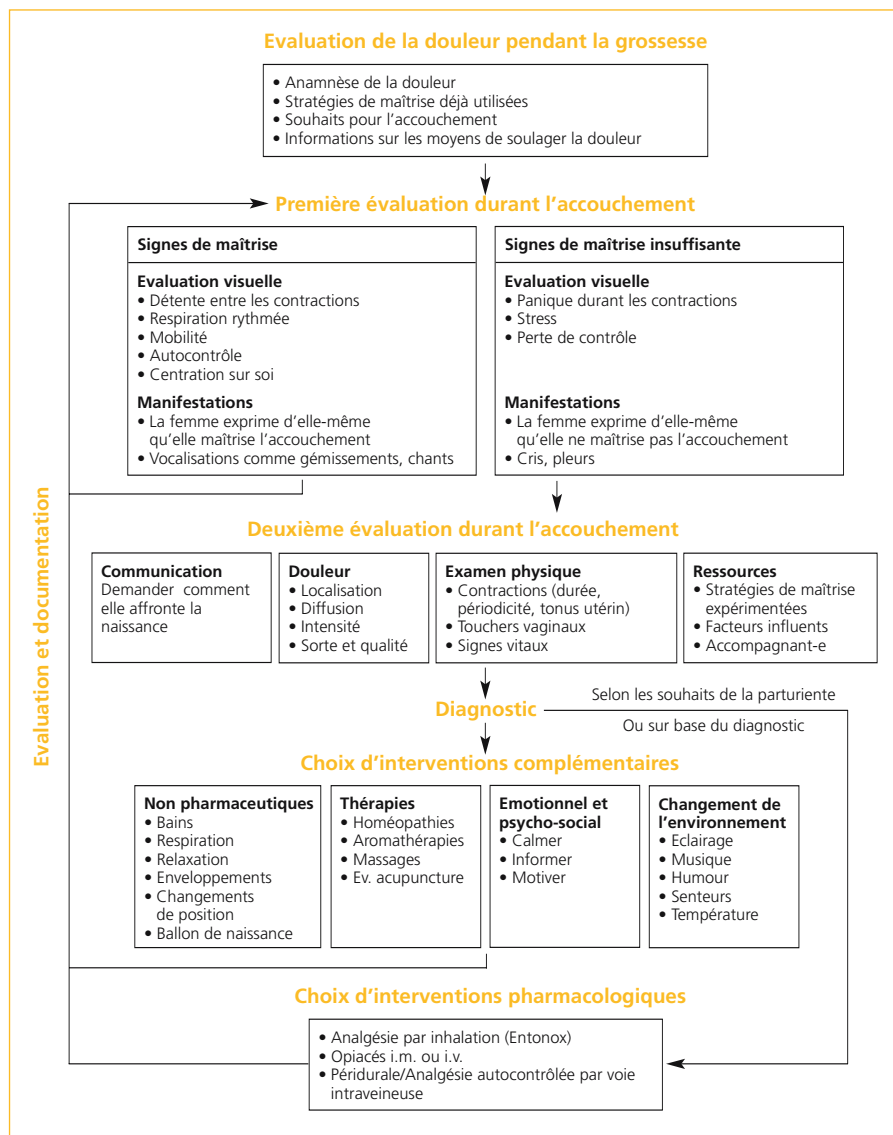 Evaluation de la douleur pendant la grossesse
• Anamnèse de la douleur
• Stratégies de maîtrise déjà utilisées
• Souhaits pour l'accouchement
• Informations sur les moyens de soulager la douleur
Première évaluation durant l'accouchement
Signes de maîtrise
Evaluation visuelle
• Détente entre les contractions
• Respiration rythmée
• Mobilité
• Autocontrôle
• Centration sur soi
Manifestations
• La femme exprime d'elle-même
qu'elle maîtrise l'accouchement
• Vocalisations comme gémissements, chants
Signes de maîtrise insuffisante
Evaluation visuelle
• Panique durant les contractions
• Stress
• Perte de contrôle
Manifestations
• La femme exprime d'elle-même
qu'elle ne maîtrise pas l'accouchement
• Cris, pleurs
Evaluation et documentation
Deuxième évaluation durant l'accouchement
Communication
Demander comment
elle affronte la
naissance
Douleur
• Localisation
• Diffusion
• Intensité
• Sorte et qualité
Examen physique
• Contractions (durée,
périodicité, tonus utérin)
• Touchers vaginaux
• Signes vitaux
Ressources
• Stratégies de maîtrise
expérimentées
• Facteurs influents
• Accompagnant-e
Diagnostic
Selon les souhaits de la parturiente
Ou sur base du diagnostic
Choix d'interventions complémentaires
Non pharmaceutiques
• Bains
• Respiration
• Relaxation
• Enveloppements
• Changements
de position
• Ballon de naissance
Thérapies
• Homéopathies
• Aromathérapies
• Massages
• Ev. acupuncture
Emotionnel et
psycho-social
• Calmer
• Informer
• Motiver
Changement de
l'environnement
• Eclairage
• Musique
• Humour
• Senteurs
• Température
Choix d'interventions pharmacologiques
• Analgésie par inhalation (Entonox)
• Opiacés i.m. ou i.v.
• Péridurale/Analgésie autocontrôlée par voie
intraveineuse